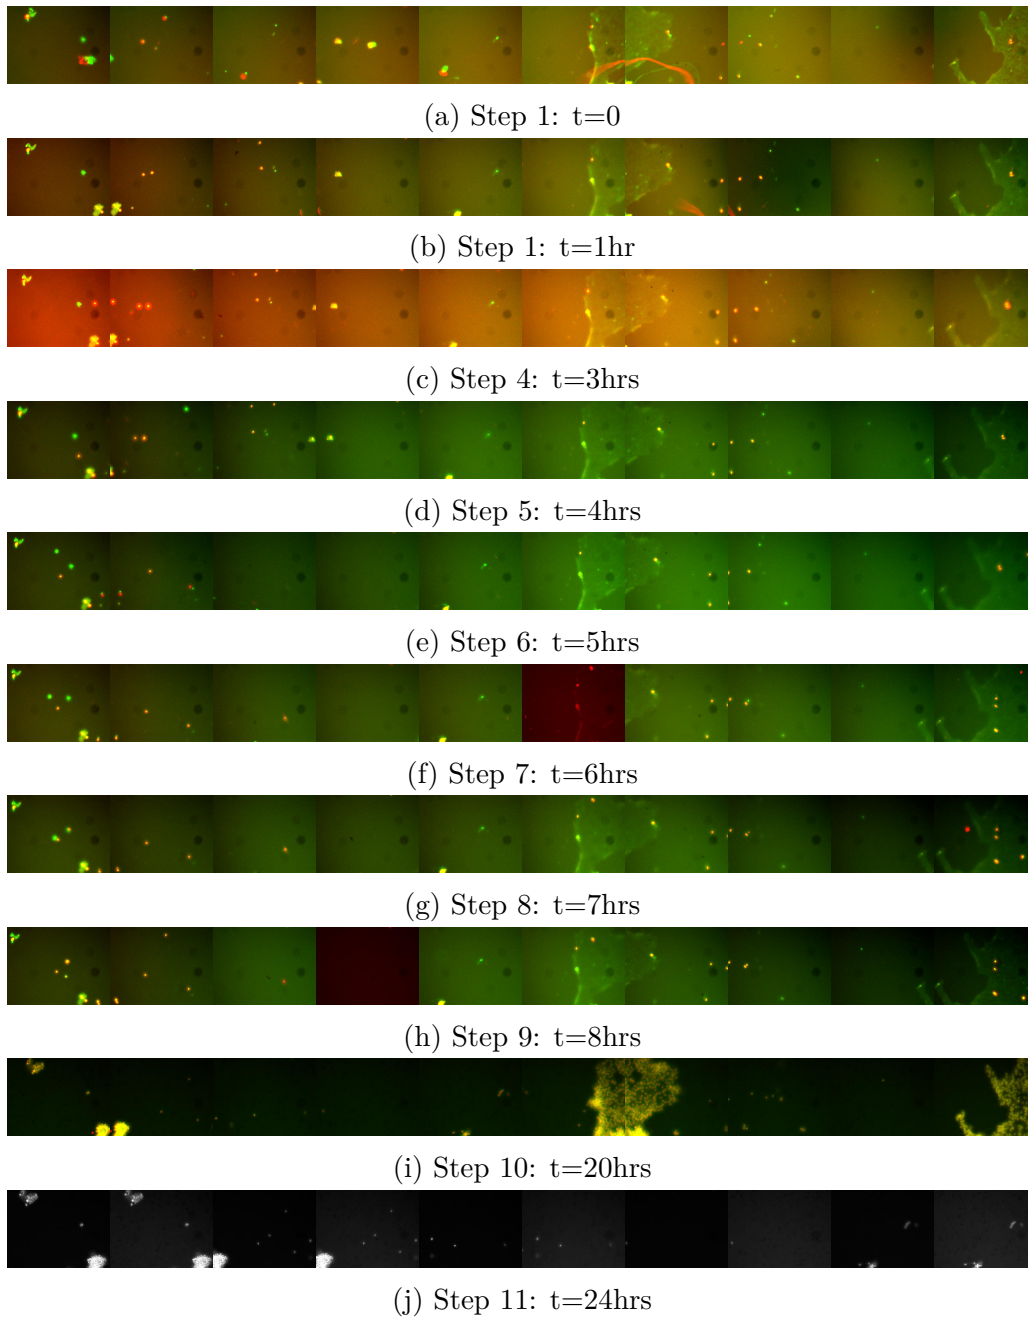 (a) Step 1: t=0
(b) Step 1: t=1hr
(c) Step 4: t=3hrs
(d) Step 5: t=4hrs
(e) Step 6: t=5hrs
(f) Step 7: t=6hrs
(g) Step 8: t=7hrs
(h) Step 9: t=8hrs
(i) Step 10: t=20hrs
(j) Step 11: t=24hrs